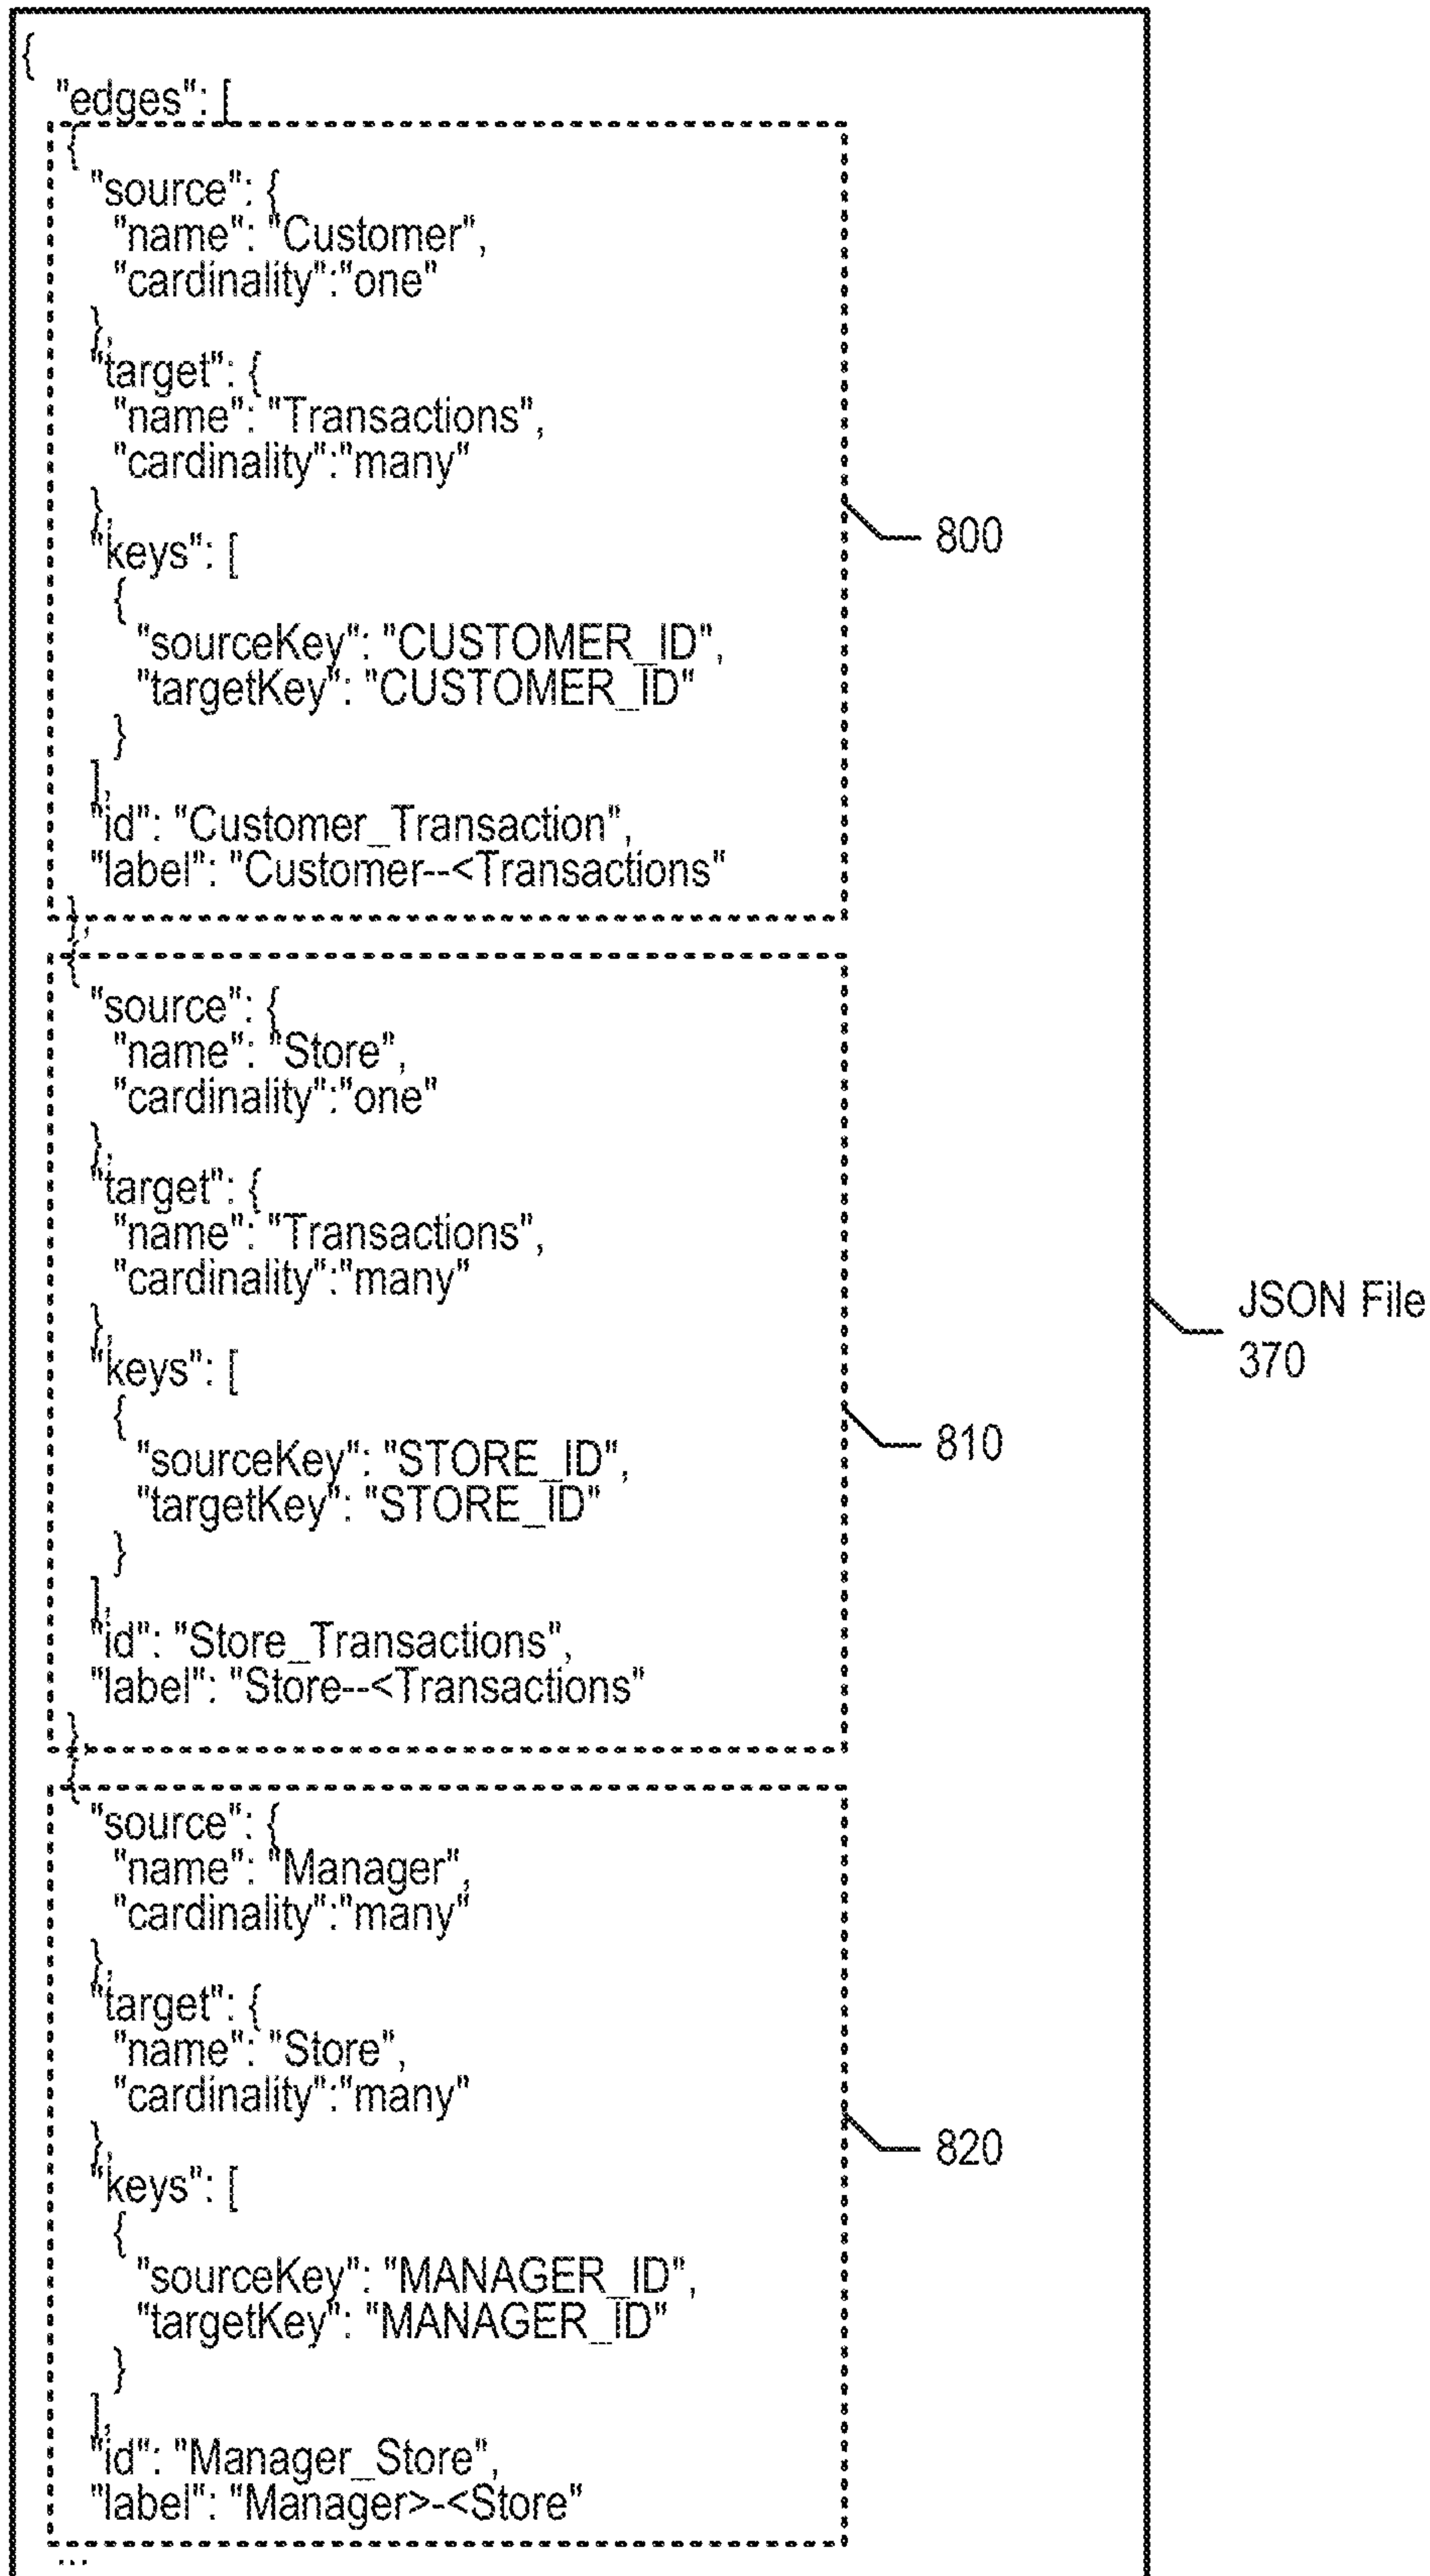 {
"edges": [
{
"source": {
"name": "Customer",
"cardinality":"one"
},
"target": {
"name": "Transactions",
"cardinality":"many"
},
"keys": [
{
"sourceKey": "CUSTOMER_ID",
"targetKey": "CUSTOMER_ID"
}
],
"id": "Customer_Transaction",
"label": "Customer--<Transactions"
},
800
{
"source": {
"name": "Store",
"cardinality":"one"
},
"target": {
"name": "Transactions",
"cardinality":"many"
},
"keys": [
{
"sourceKey": "STORE_ID",
"targetKey": "STORE_ID"
}
],
"id": "Store_Transactions",
"label": "Store--<Transactions"
},
810
{
"source": {
"name": "Manager",
"cardinality":"many"
},
"target": {
"name": "Store",
"cardinality":"many"
},
"keys": [
{
"sourceKey": "MANAGER_ID",
"targetKey": "MANAGER_ID"
}
],
"id": "Manager_Store",
"label": "Manager>-<Store"
820
...
JSON File
370